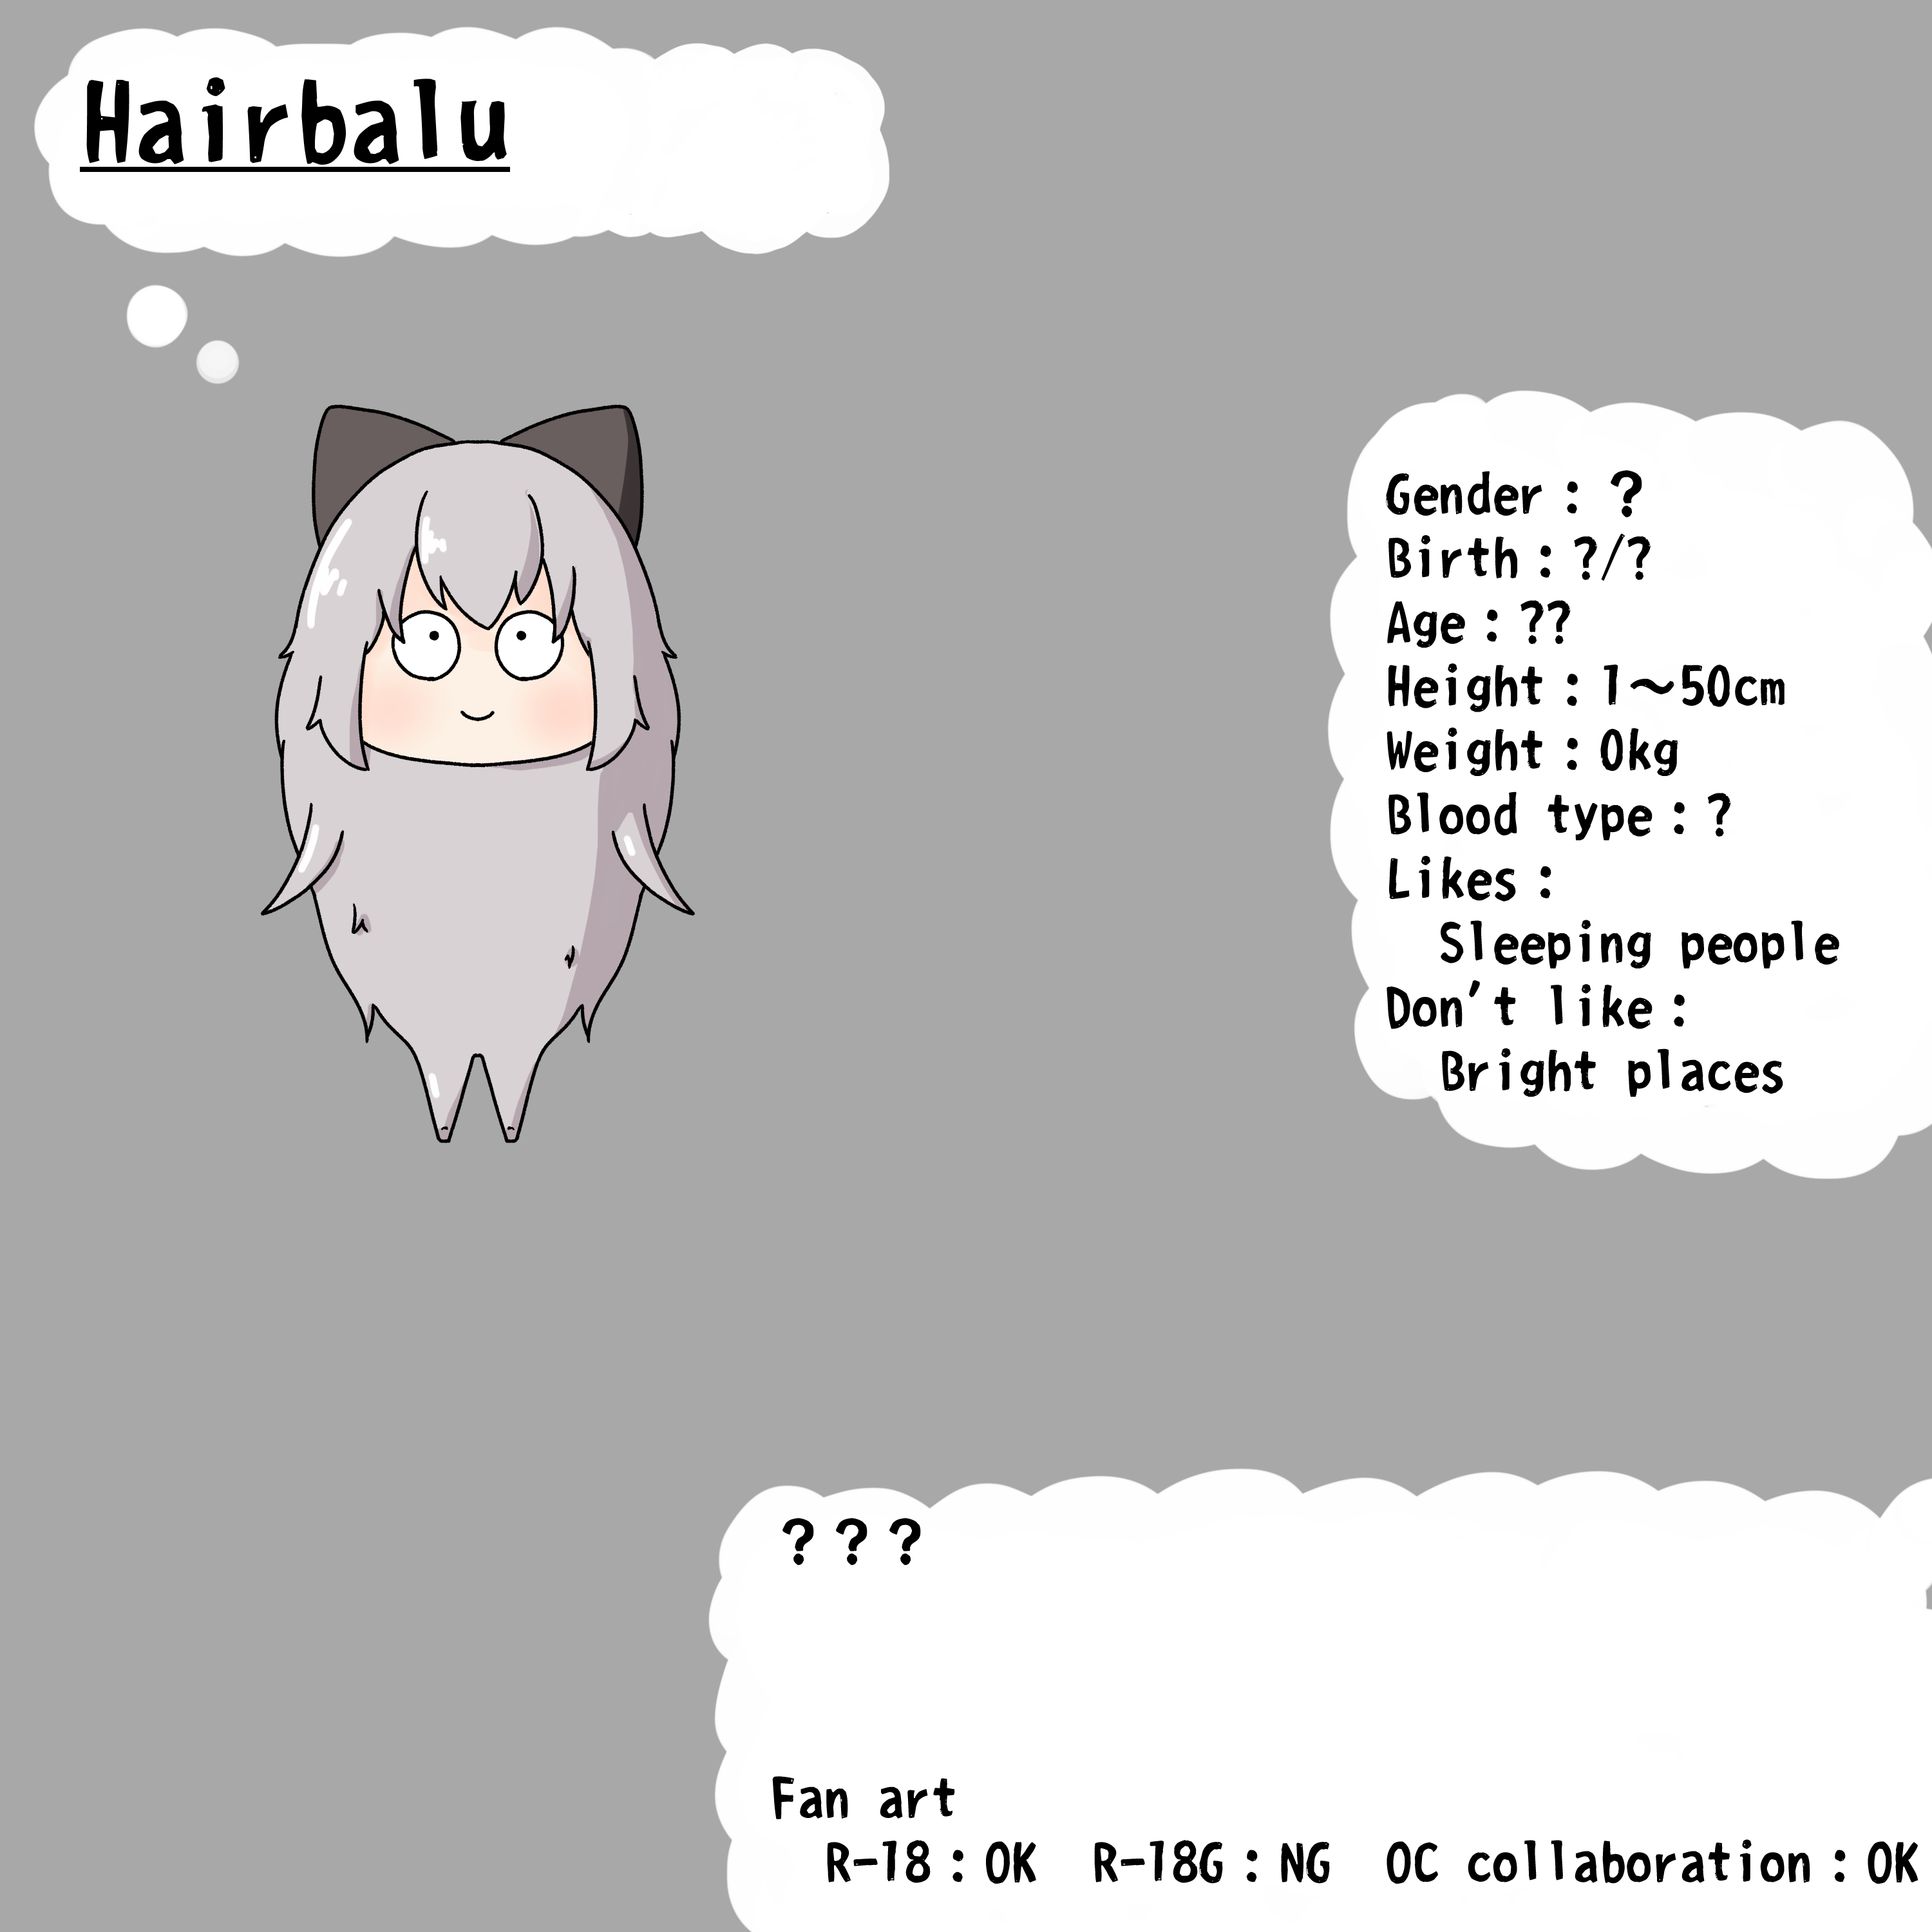 Hairbalu
Gender : ?
Birth : ?/?
Age : ??
Height : 1～50cm
Weight : 0kg
Blood type : ?
Likes :
Sleeping people
Don't like :
Bright places
???
Fan art
R-18 : OK R-18G : NG OC collaboration : OK